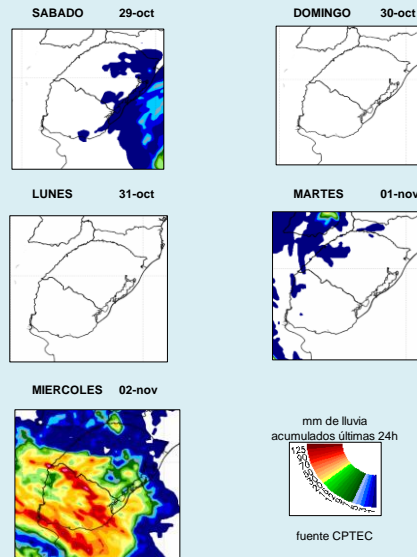 SABADO 29-oct
DOMINGO 30-oct
LUNES 31-oct
MARTES 01-nov
MIERCOLES 02-nov
mm de lluvia
acumulados últimas 24h
125
fuente CPTEC